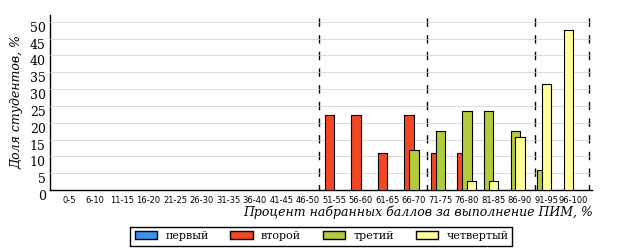 Доля студентов, %
50
45
40
35
30
25
20
15
10
5
0
0-5 6-10 11-15 16-20 21-25 26-30 31-35 36-40 41-45 46-50 51-55 56-60 61-65 66-70 71-75 76-80 81-85 86-90 91-95 96-100
Процент набранных баллов за выполнение ПИМ, %
первый второй третий четвертый